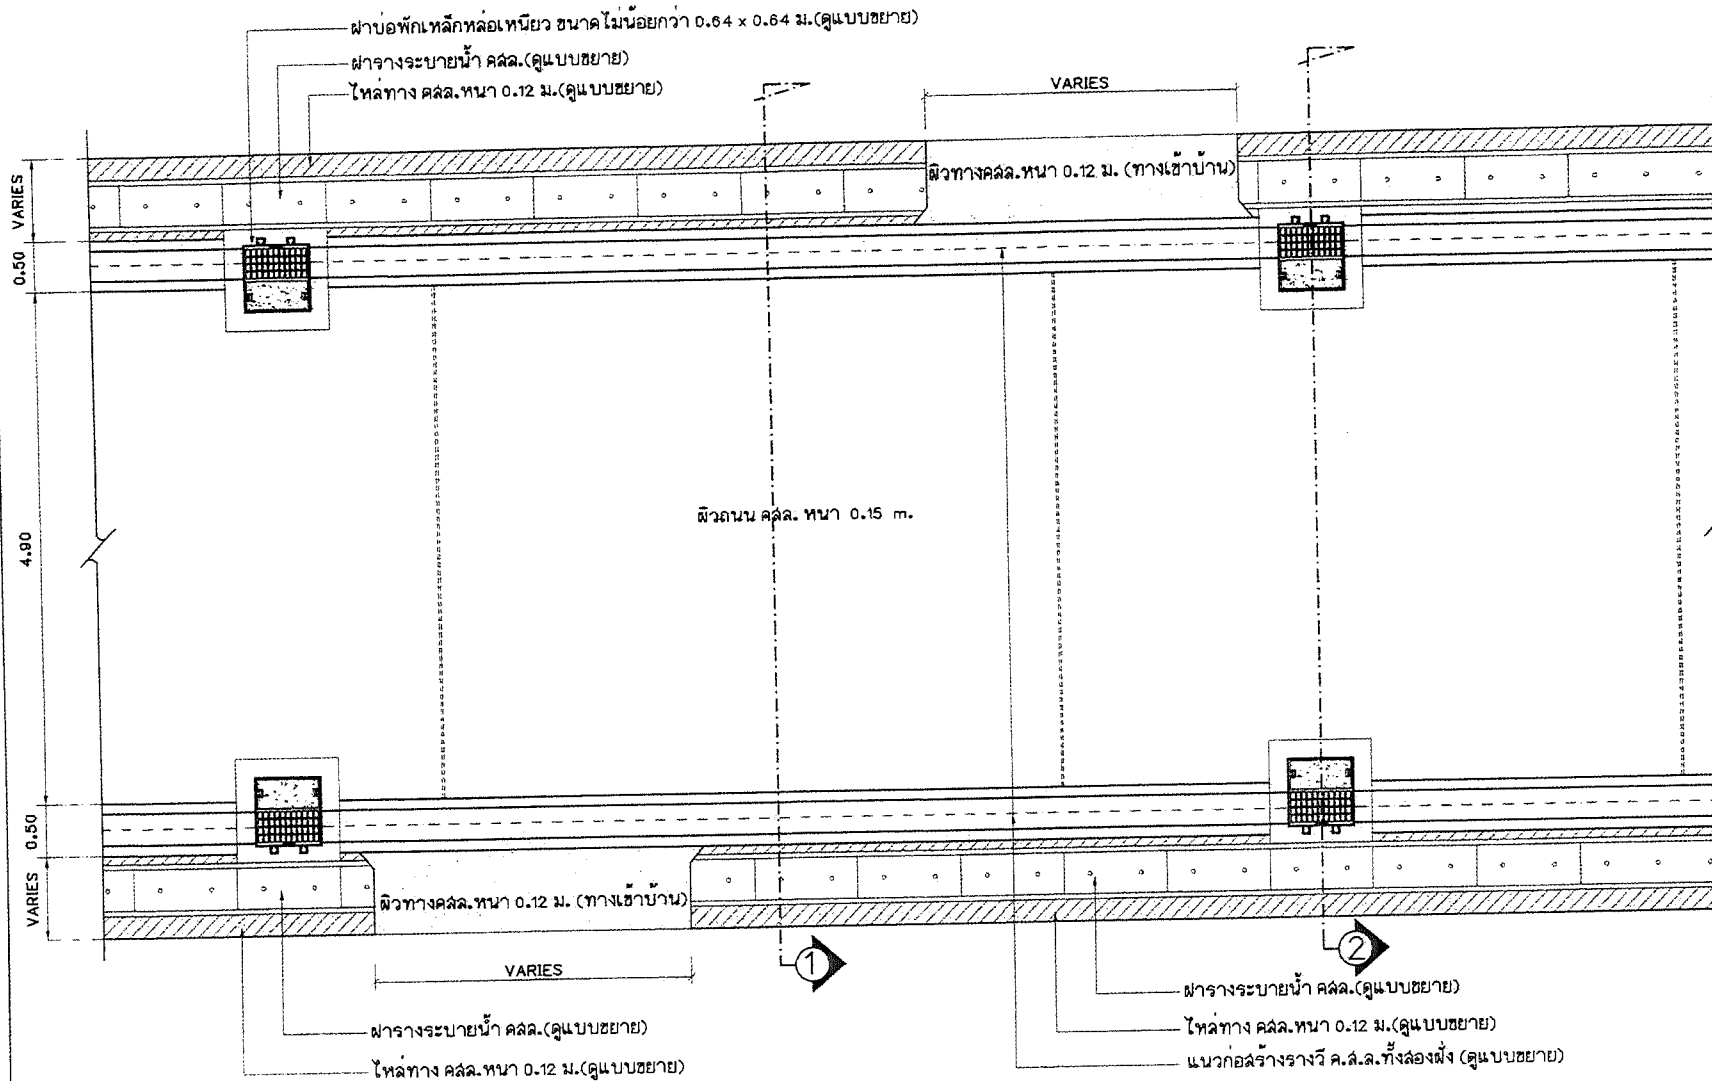 ฝาบ่อพักเหล็กหล่อเหนียว ขนาดไม่น้อยกว่า 0.64 x 0.64 ม.(ดูแบบขยาย)
ฝารางระบายน้ำ คสล.(ดูแบบขยาย)
ไหล่ทาง คสล.หนา 0.12 ม.(ดูแบบขยาย)
VARIES
ผิวทางคสล.หนา 0.12 ม. (ทางเข้าบ้าน)
VARIES
0.50
ผิวถนน คสล. หนา 0.15 m.
4.90
0.50
VARIES
ผิวทางคสล.หนา 0.12 ม. (ทางเข้าบ้าน)
VARIES
1
2
ฝารางระบายน้ำ คสล.(ดูแบบขยาย)
ไหล่ทาง คสล.หนา 0.12 ม.(ดูแบบขยาย)
ฝารางระบายน้ำ คสล.(ดูแบบขยาย)
ไหล่ทาง คสล.หนา 0.12 ม.(ดูแบบขยาย)
แนวก่อสร้างรางวี ค.ส.ล.ทั้งสองฝั่ง (ดูแบบขยาย)